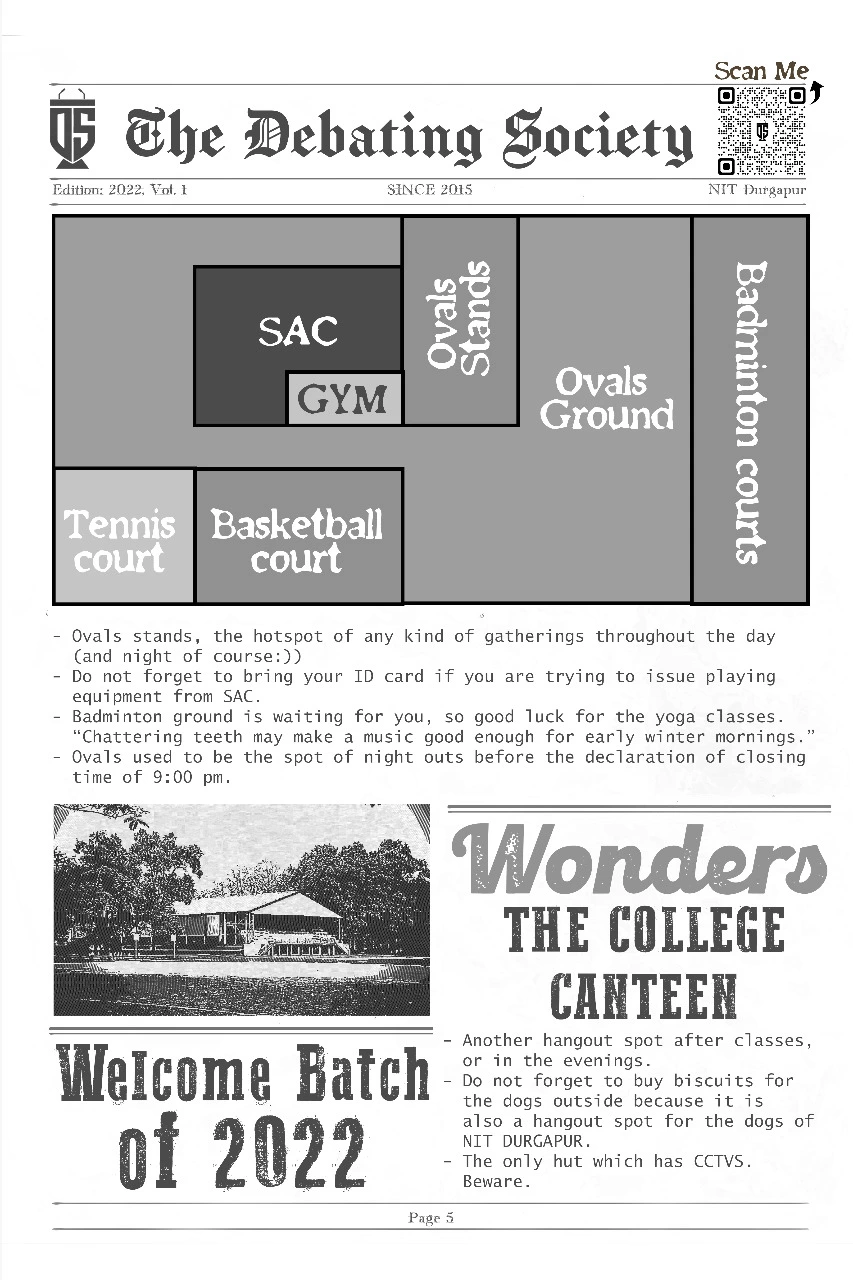 Scan Me
DS
The Debating Society
Edition: 2022, Vol. 1
SINCE 2015
NIT Durgapur
SAC
GYM
Ovals
Stands
Ovals
Ground
Badminton courts
Tennis
court
Basketball
court
- Ovals stands, the hotspot of any kind of gatherings throughout the day
(and night of course:))
- Do not forget to bring your ID card if you are trying to issue playing
equipment from SAC.
- Badminton ground is waiting for you, so good luck for the yoga classes.
“Chattering teeth may make a music good enough for early winter mornings.”
- Ovals used to be the spot of night outs before the declaration of closing
time of 9:00 pm.
Welcome Batch
of 2022
Wonders
THE COLLEGE
CANTEEN
- Another hangout spot after classes,
or in the evenings.
- Do not forget to buy biscuits for
the dogs outside because it is
also a hangout spot for the dogs of
NIT DURGAPUR.
- The only hut which has CCTVS.
Beware.
Page 5